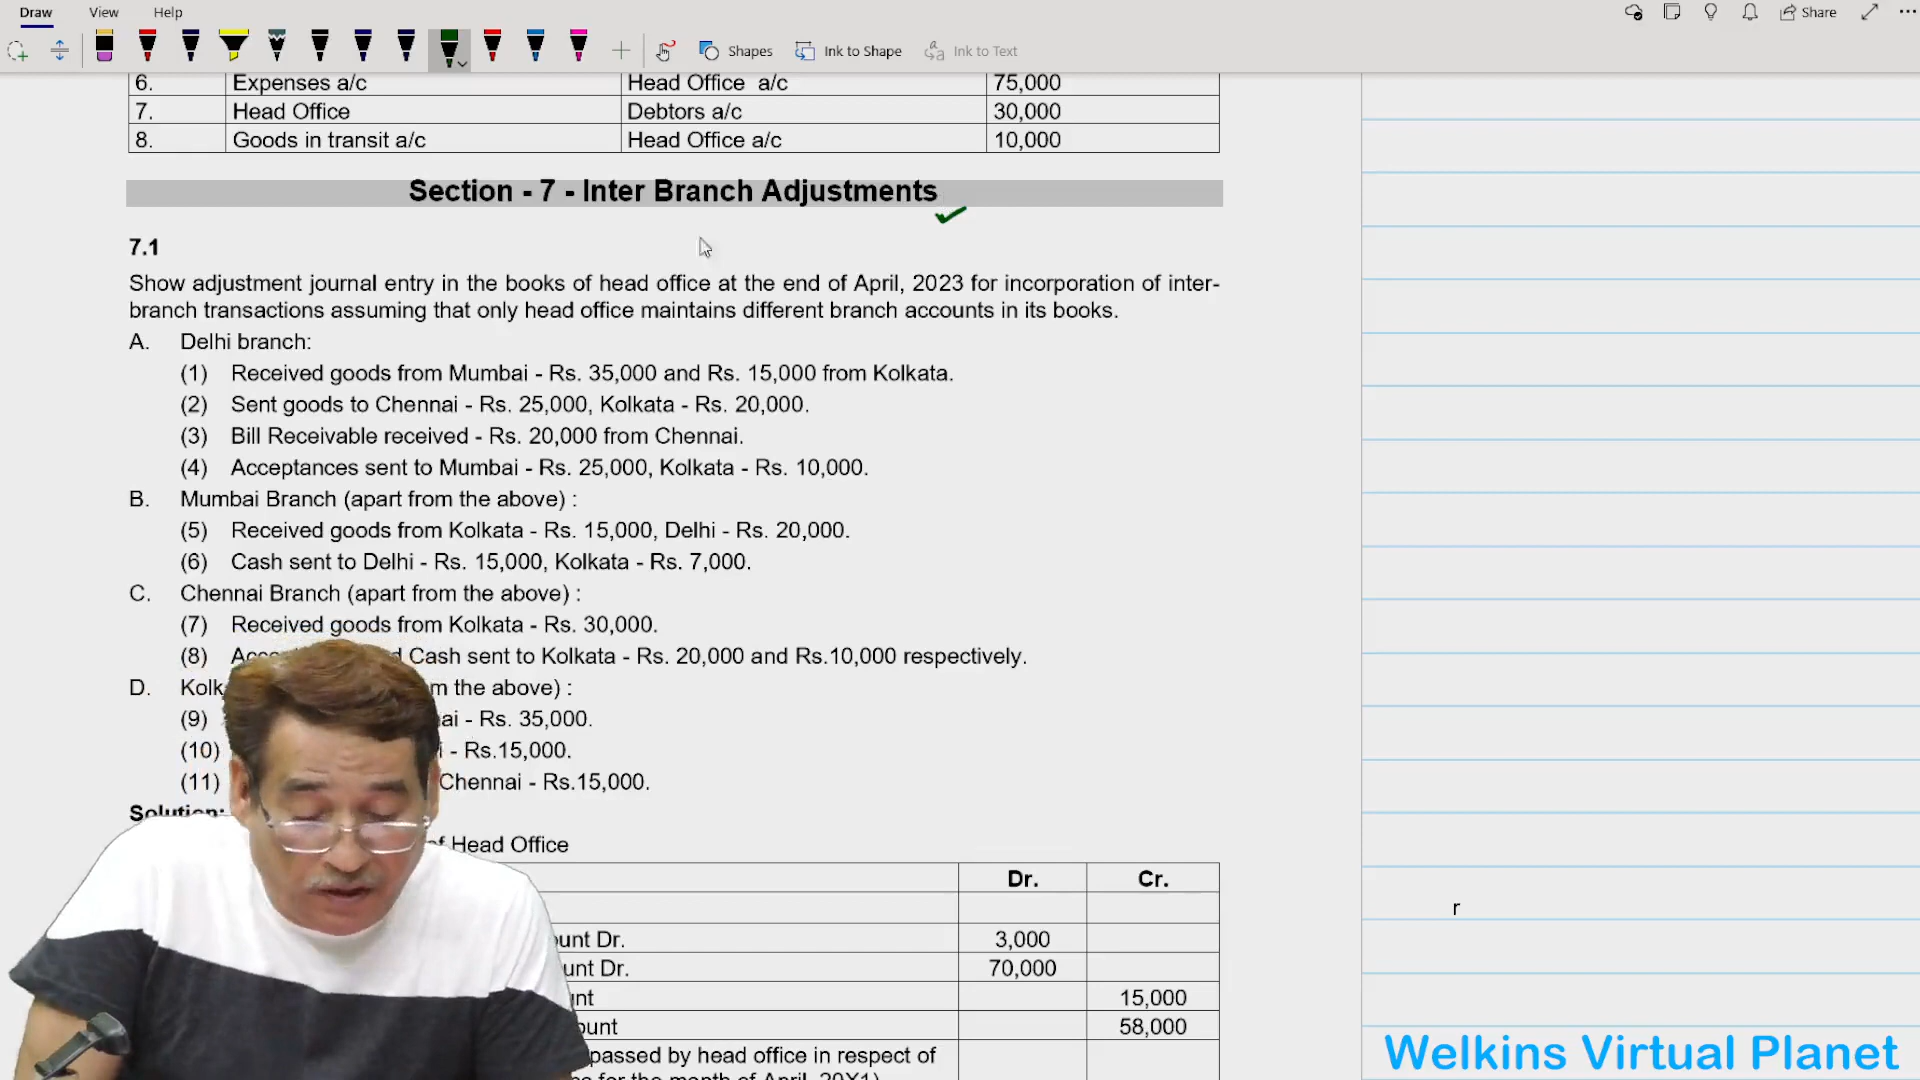 Draw View Help
Share
Shapes Ink to Shape Ink to Text
6. Expenses a/c Head Office a/c 75,000
7. Head Office Debtors a/c 30,000
8. Goods in transit a/c Head Office a/c 10,000
Section - 7 - Inter Branch Adjustments
7.1
Show adjustment journal entry in the books of head office at the end of April, 2023 for incorporation of inter-
branch transactions assuming that only head office maintains different branch accounts in its books.
A. Delhi branch:
(1) Received goods from Mumbai - Rs. 35,000 and Rs. 15,000 from Kolkata.
(2) Sent goods to Chennai - Rs. 25,000, Kolkata - Rs. 20,000.
(3) Bill Receivable received - Rs. 20,000 from Chennai.
(4) Acceptances sent to Mumbai - Rs. 25,000, Kolkata - Rs. 10,000.
B. Mumbai Branch (apart from the above) :
(5) Received goods from Kolkata - Rs. 15,000, Delhi - Rs. 20,000.
(6) Cash sent to Delhi - Rs. 15,000, Kolkata - Rs. 7,000.
C. Chennai Branch (apart from the above) :
(7) Received goods from Kolkata - Rs. 30,000.
(8) Cash sent to Kolkata - Rs. 20,000 and Rs.10,000 respectively.
D. the above) :
(9) - Rs. 35,000.
(10) - Rs.15,000.
(11) Chennai - Rs.15,000.
Solution:
of Head Office
Dr. Cr.
Dr. 3,000
Dr. 70,000
15,000
58,000
passed by head office in respect of
for the month of April, 20X1)
r
Welkins Virtual Planet